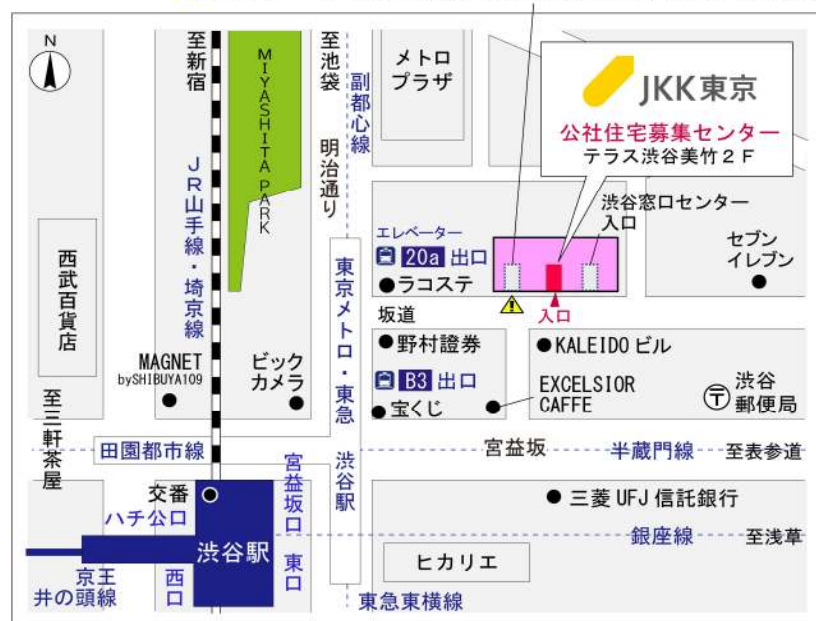 N
至新宿
MIYASHITA PARK
至池袋
副都心線
明治通り
メトロ
プラザ
JKK東京
公社住宅募集センター
テラス渋谷美竹2F
JR山手線・埼京線
西武百貨店
エレベーター
20a 出口
ラコステ
渋谷窓口センター
入口
セブン
イレブン
入口
坂道
東京メトロ・東急
渋谷駅
野村證券
KALEIDO ビル
MAGNET
bySHIBUYA109
ビック
カメラ
B3 出口
宝くじ
EXCELSIOR
CAFFE
渋谷
郵便局
至三軒茶屋
田園都市線
宮益坂
半蔵門線
至表参道
交番
ハチ公口
宮益坂口
三菱 UFJ 信託銀行
渋谷駅
銀座線
至浅草
京王
井の頭線
西口
東口
ヒカリエ
東急東横線